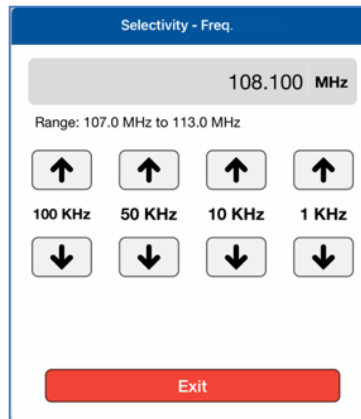 Selectivity - Freq.
108.100 MHz
Range: 107.0 MHz to 113.0 MHz
100 KHz 50 KHz 10 KHz 1 KHz
Exit